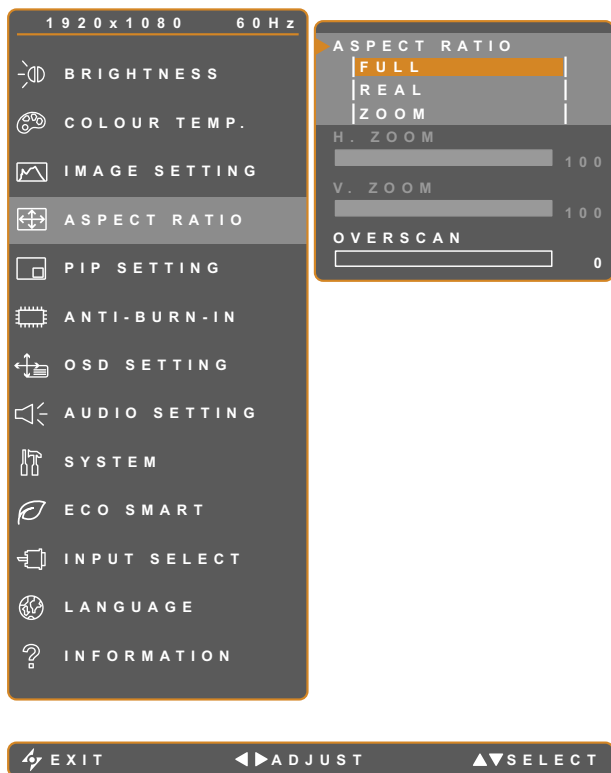 1920x1080 60Hz
BRIGHTNESS
COLOUR TEMP.
IMAGE SETTING
ASPECT RATIO
PIP SETTING
ANTI-BURN-IN
OSD SETTING
AUDIO SETTING
SYSTEM
ECO SMART
INPUT SELECT
LANGUAGE
INFORMATION
ASPECT RATIO
FULL
REAL
ZOOM
H. ZOOM
100
V. ZOOM
100
OVERSCAN
0
EXIT ADJUST SELECT